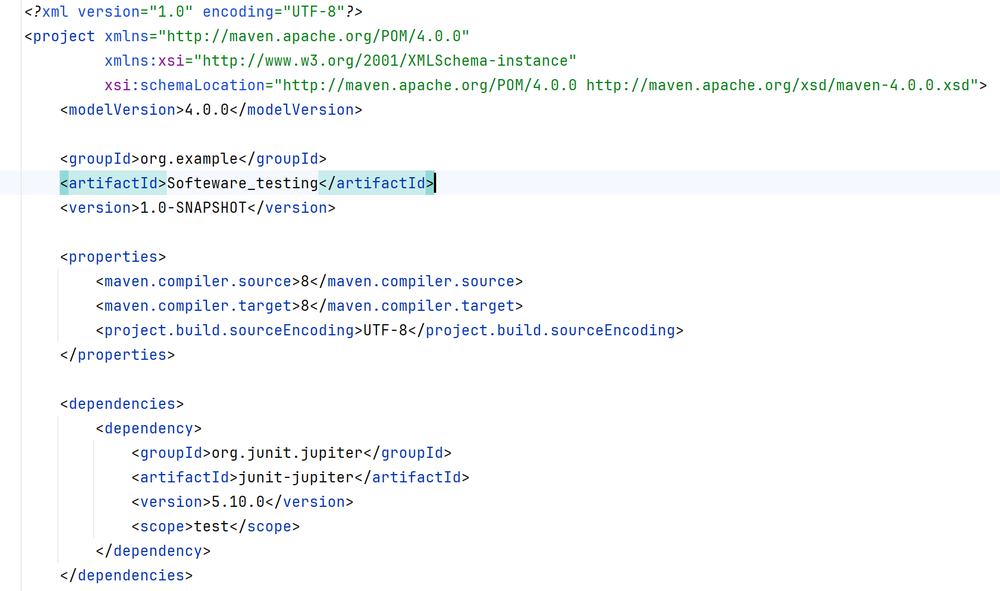 <?xml version="1.0" encoding="UTF-8"?>
<project xmlns="http://maven.apache.org/POM/4.0.0"
         xmlns:xsi="http://www.w3.org/2001/XMLSchema-instance"
         xsi:schemaLocation="http://maven.apache.org/POM/4.0.0 http://maven.apache.org/xsd/maven-4.0.0.xsd">
    <modelVersion>4.0.0</modelVersion>

    <groupId>org.example</groupId>
    <artifactId>Softeware_testing</artifactId>
    <version>1.0-SNAPSHOT</version>

    <properties>
        <maven.compiler.source>8</maven.compiler.source>
        <maven.compiler.target>8</maven.compiler.target>
        <project.build.sourceEncoding>UTF-8</project.build.sourceEncoding>
    </properties>

    <dependencies>
        <dependency>
            <groupId>org.junit.jupiter</groupId>
            <artifactId>junit-jupiter</artifactId>
            <version>5.10.0</version>
            <scope>test</scope>
        </dependency>
    </dependencies>